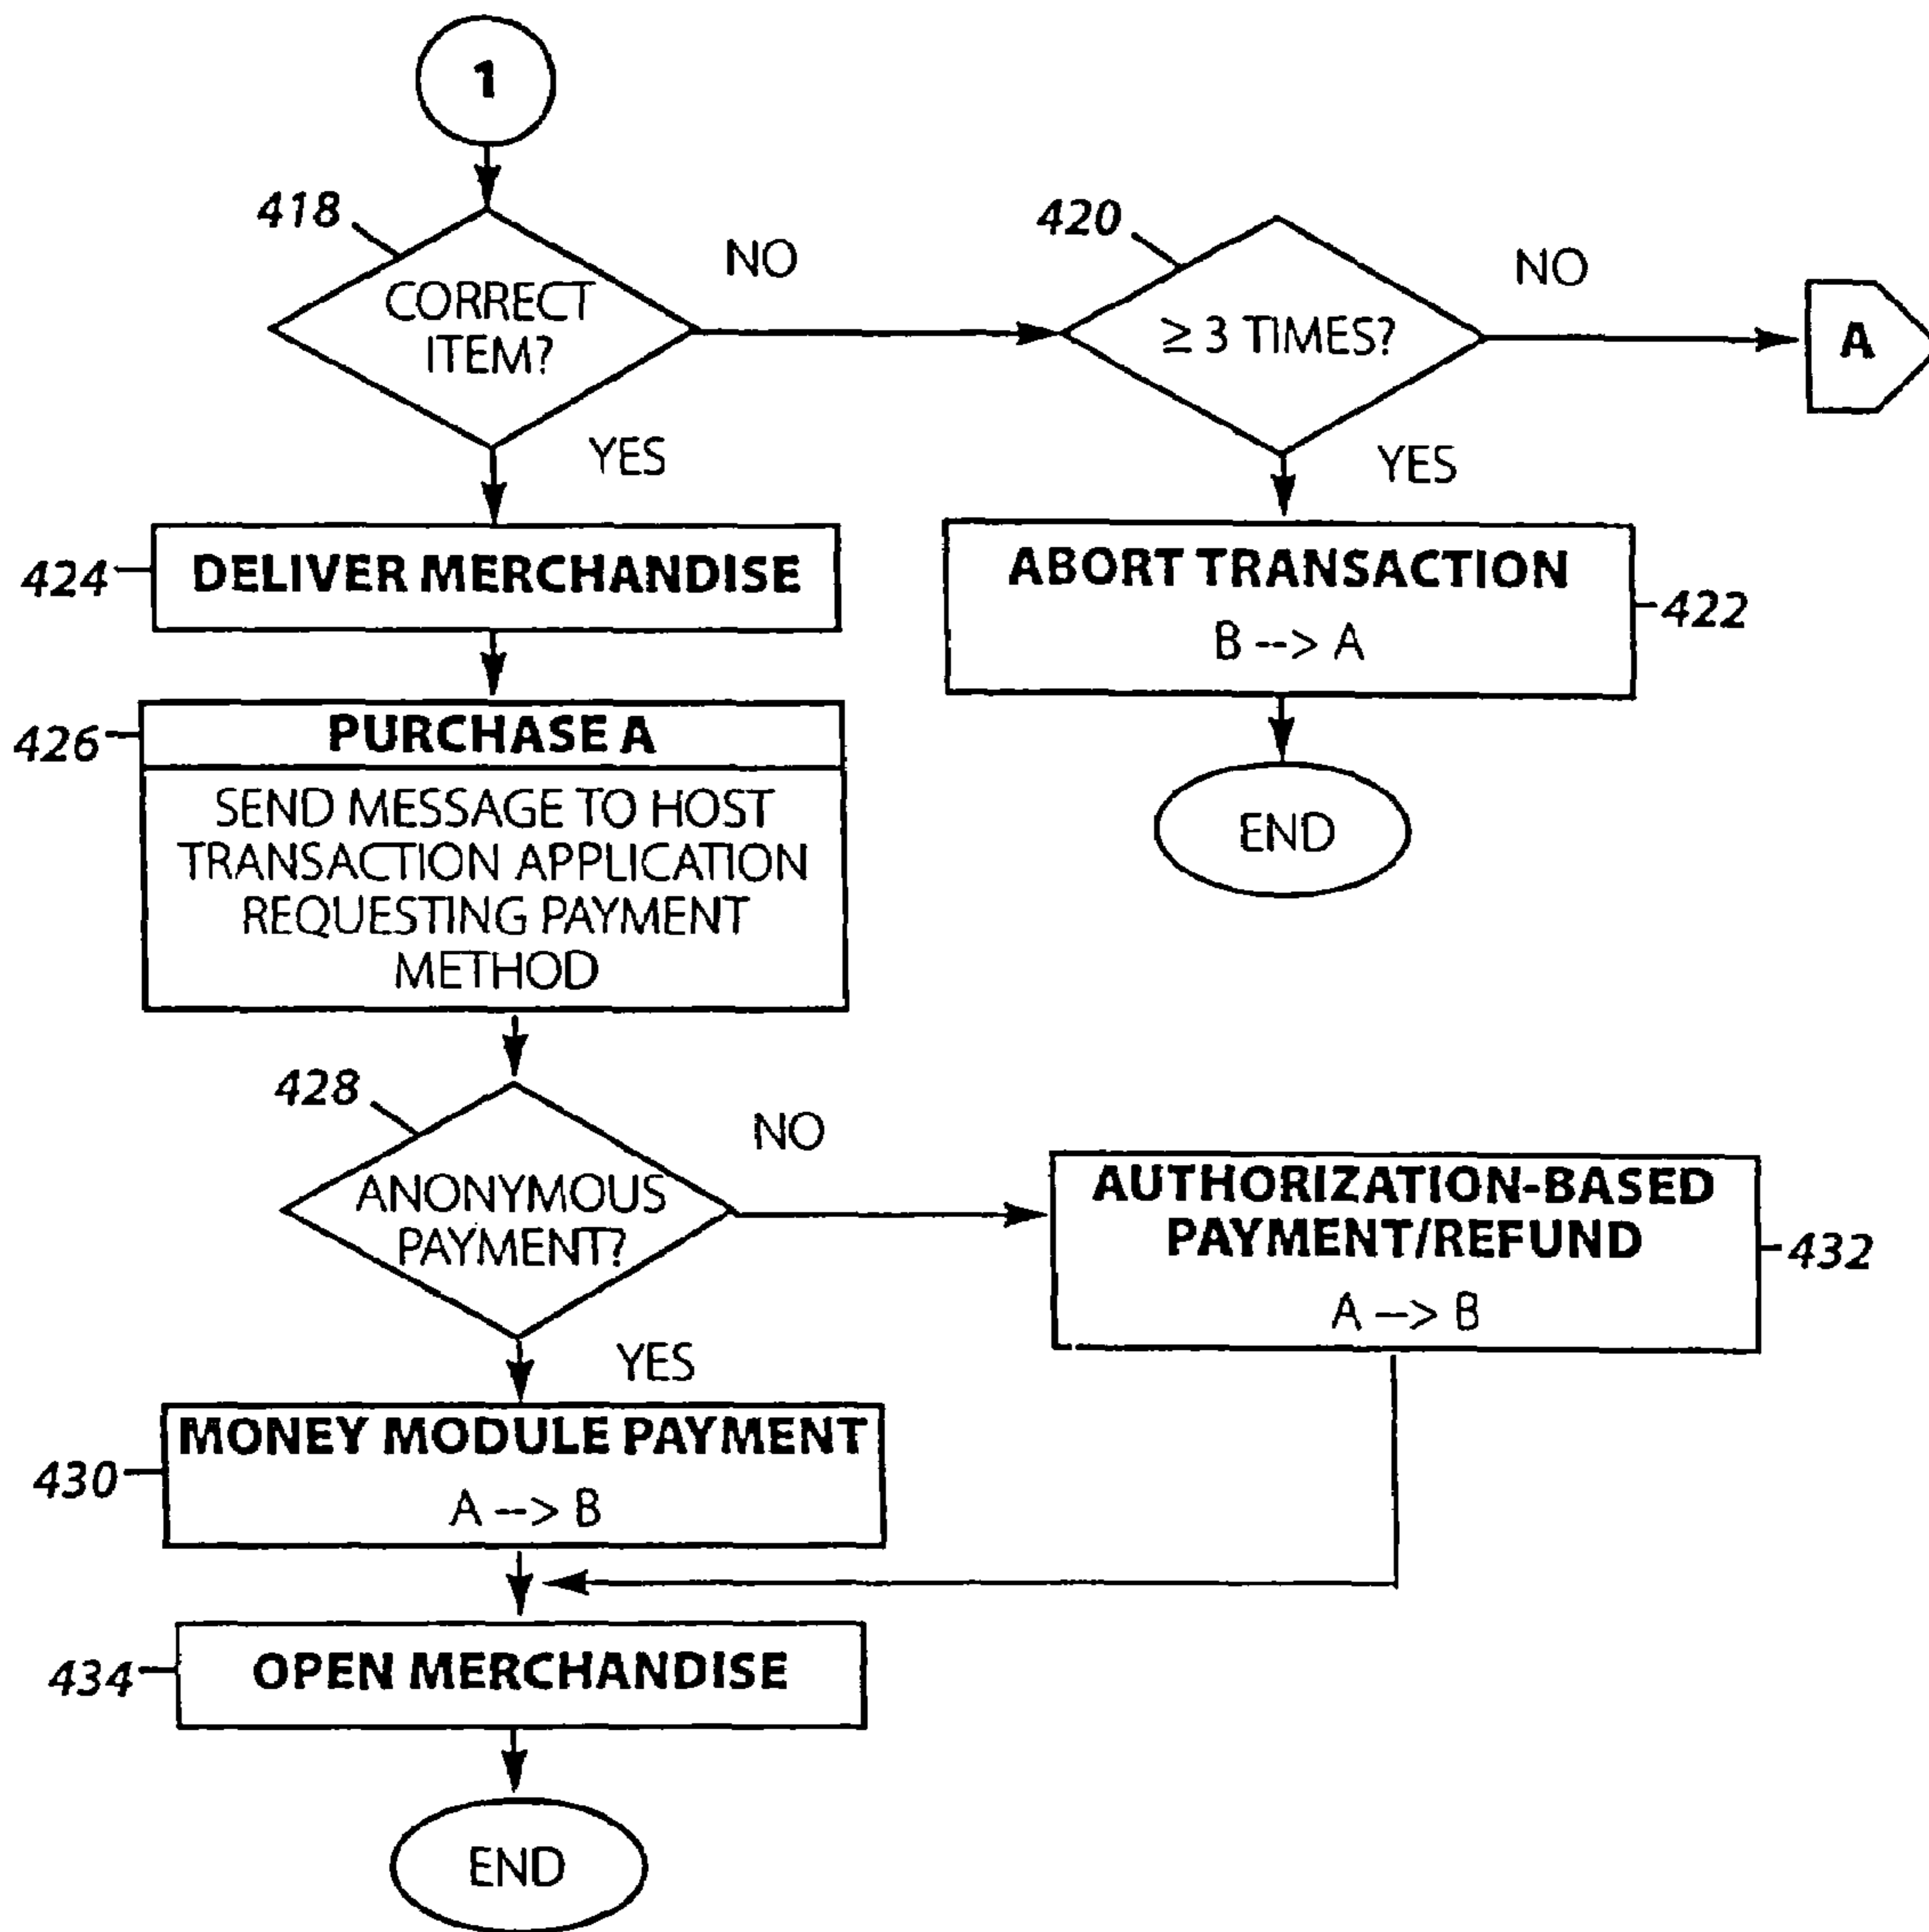 1
418
CORRECT
ITEM?
NO
420
≥ 3 TIMES?
NO
A
YES
YES
424
DELIVER MERCHANDISE
ABORT TRANSACTION
B --> A
422
426
PURCHASE A
SEND MESSAGE TO HOST
TRANSACTION APPLICATION
REQUESTING PAYMENT
METHOD
END
428
ANONYMOUS
PAYMENT?
NO
AUTHORIZATION-BASED
PAYMENT/REFUND
A --> B
432
YES
430
MONEY MODULE PAYMENT
A --> B
434
OPEN MERCHANDISE
END